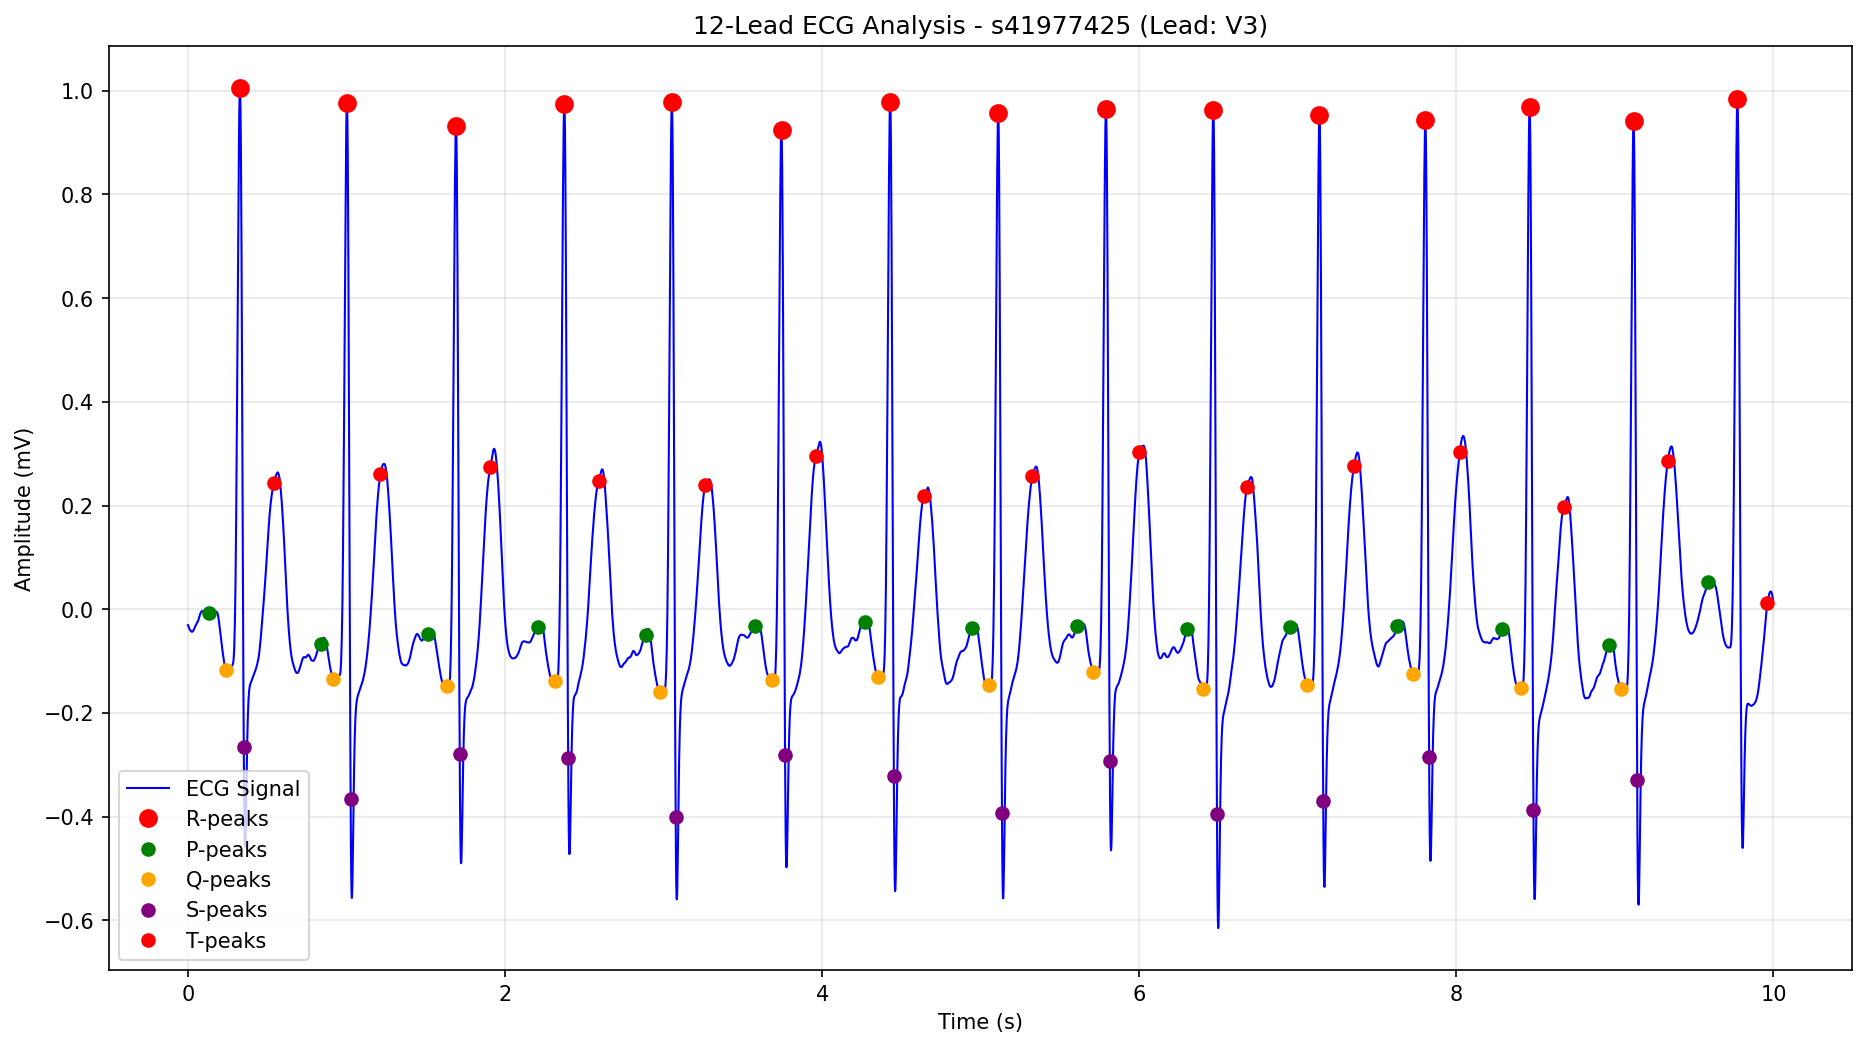 12-Lead ECG Analysis - s41977425 (Lead: V3)
1.0
0.8
0.6
0.4
0.2
0.0
−0.2
−0.4
−0.6
Amplitude (mV)
ECG Signal
R-peaks
P-peaks
Q-peaks
S-peaks
T-peaks
0 2 4 6 8 10
Time (s)